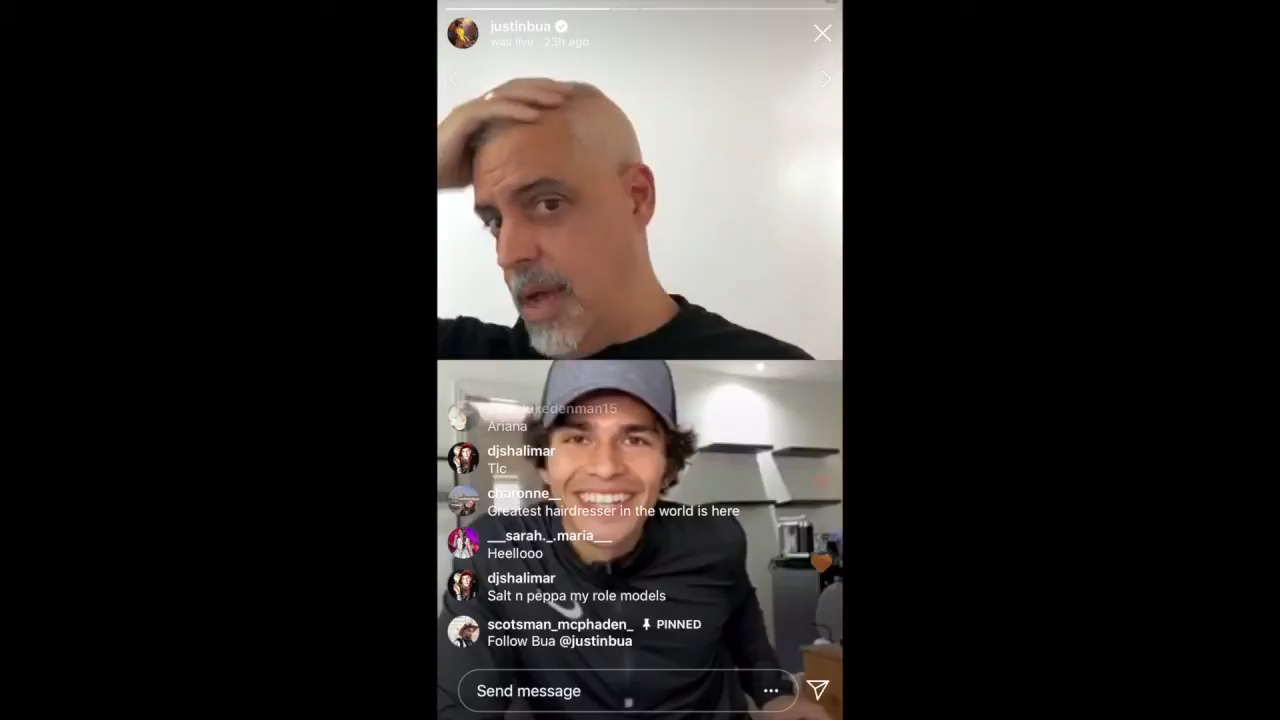 justinbua
was live · 23h ago
kedenman15
Ariana
djshalimar
Tlc
charonne__
Greatest hairdresser in the world is here
___sarah._.maria___
Heellooo
djshalimar
Salt n peppa my role models
scotsman_mcphaden_ PINNED
Follow Bua @justinbua
Send message